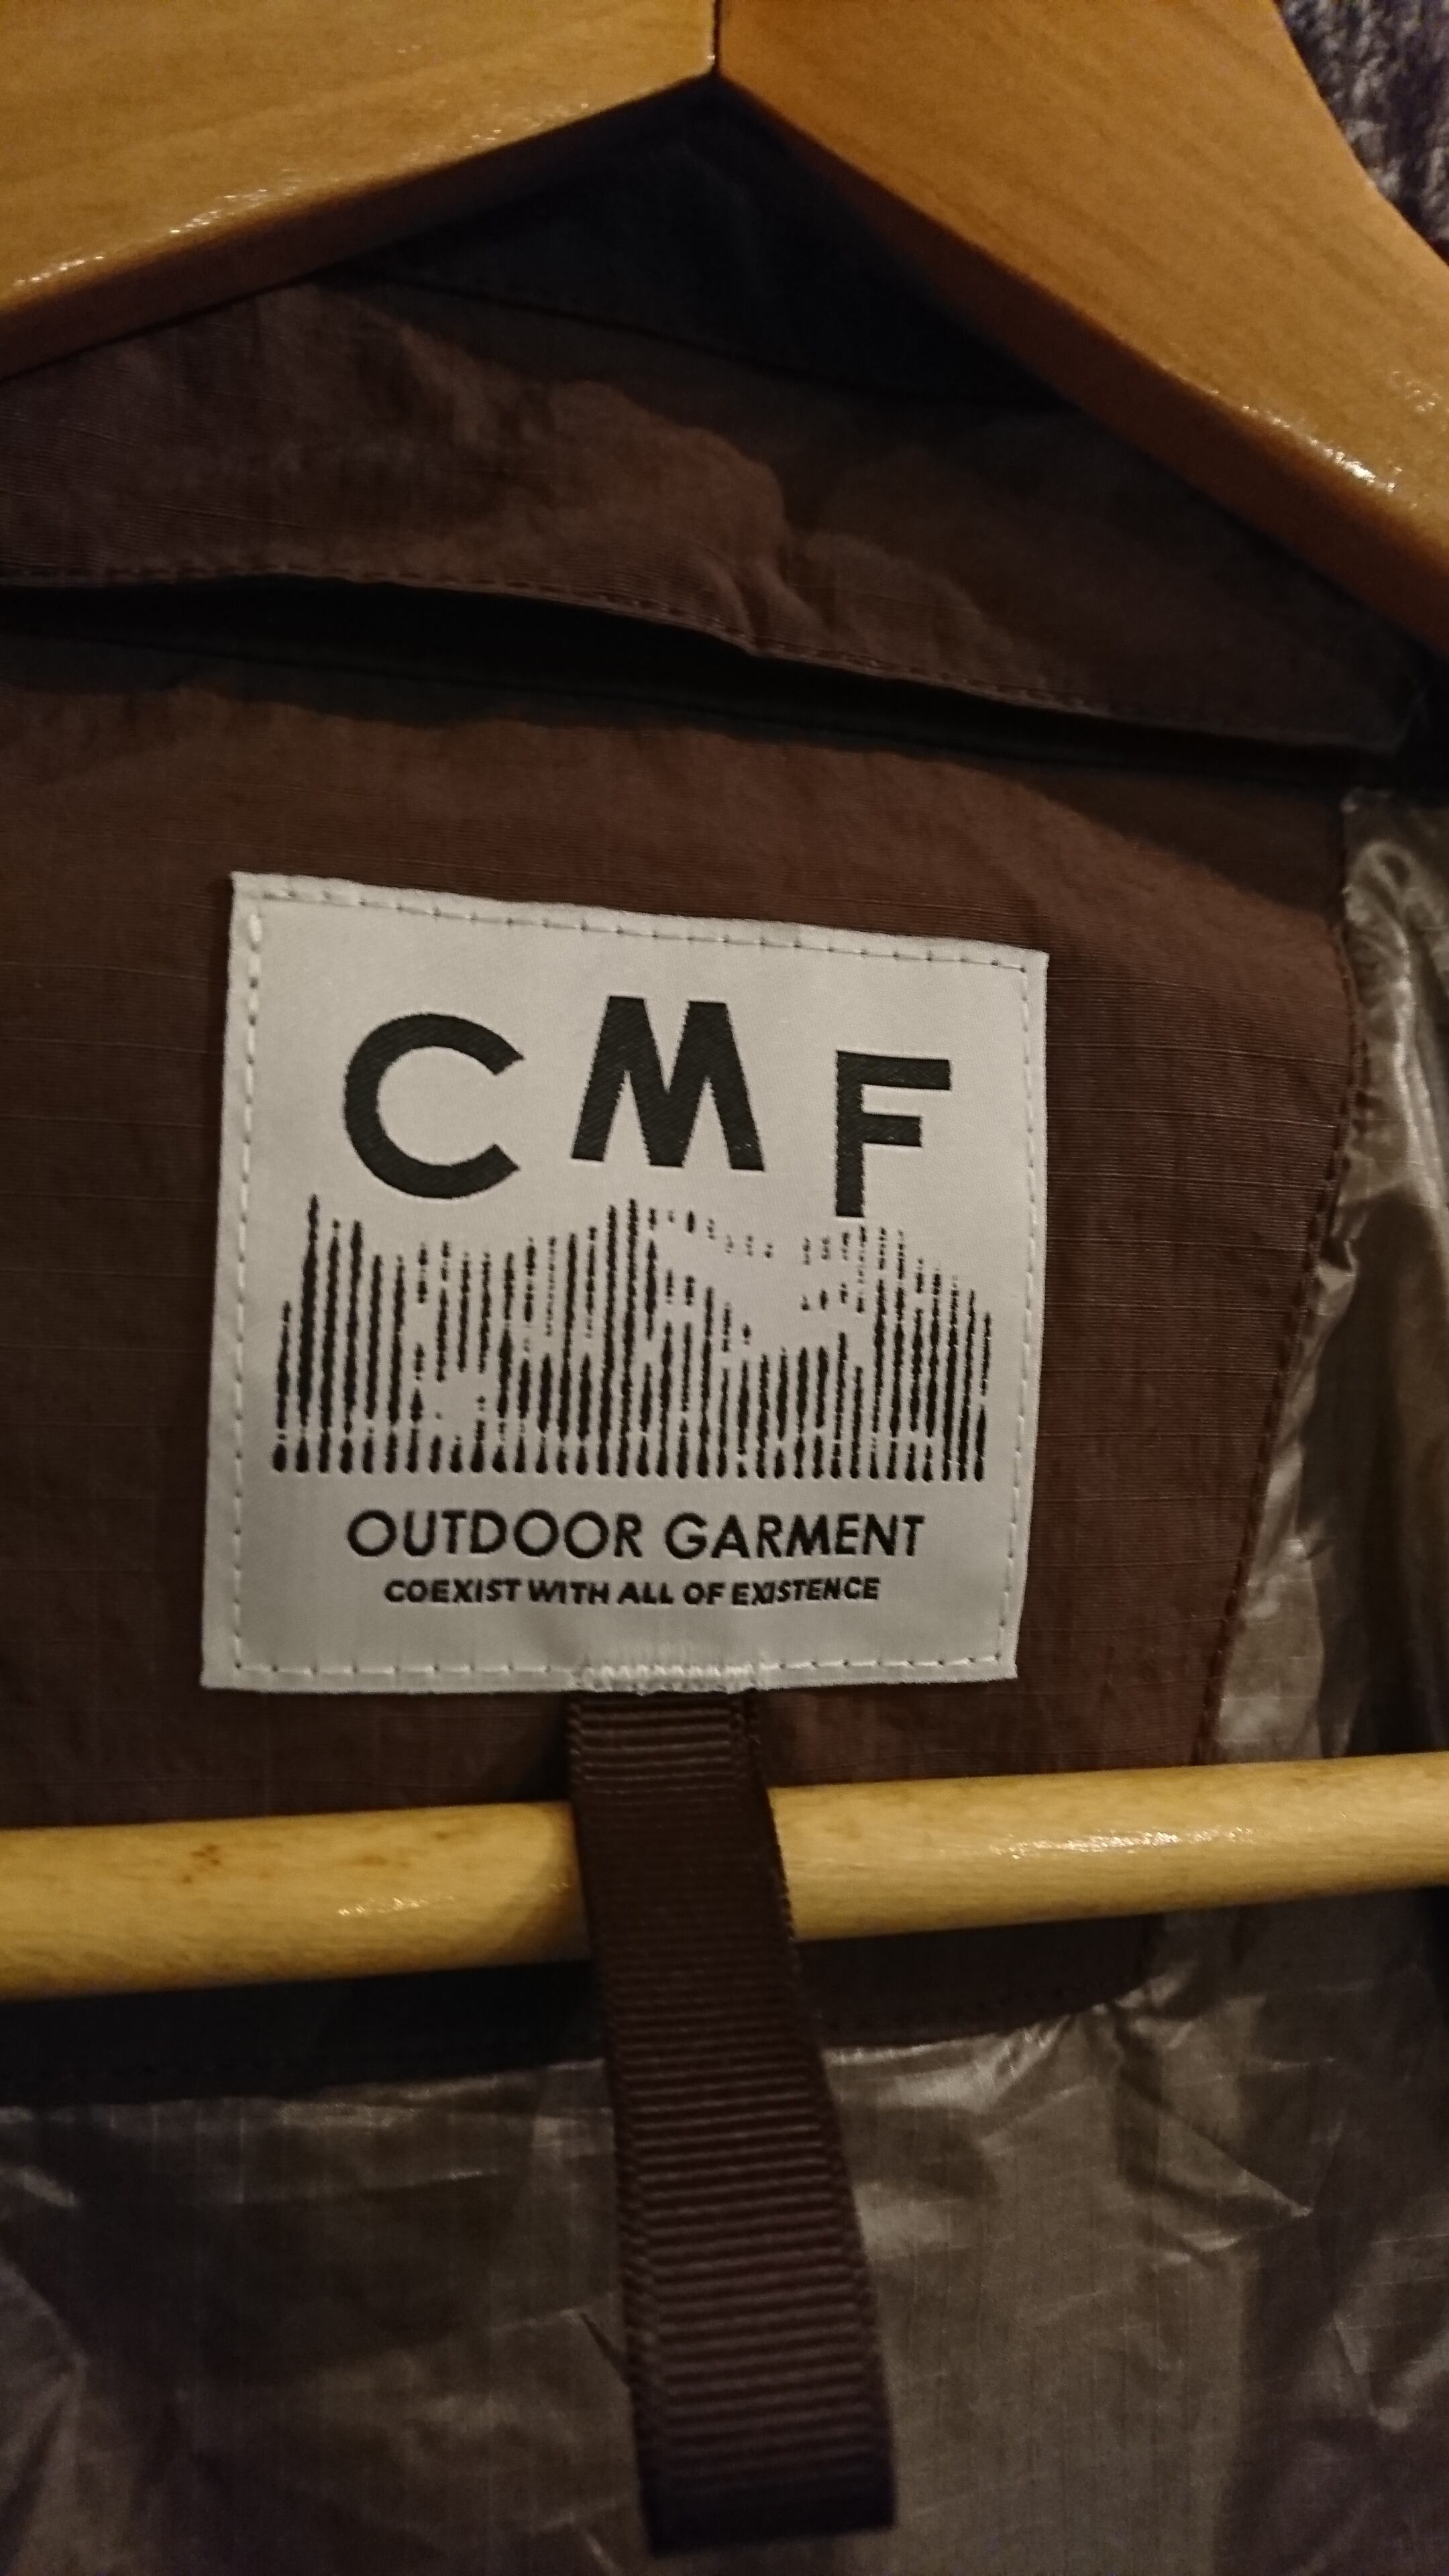 CMF
OUTDOOR GARMENT
COEXIST WITH ALL OF EXISTENCE